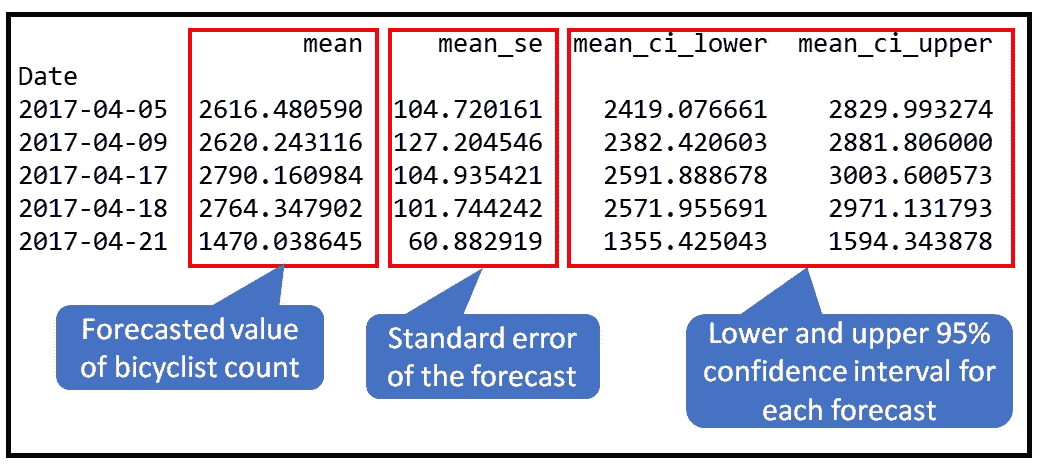 mean mean_se mean_ci_lower mean_ci_upper
Date
2017-04-05 2616.480590 104.720161 2419.076661 2829.993274
2017-04-09 2620.243116 127.204546 2382.420603 2881.806000
2017-04-17 2790.160984 104.935421 2591.888678 3003.600573
2017-04-18 2764.347902 101.744242 2571.955691 2971.131793
2017-04-21 1470.038645 60.882919 1355.425043 1594.343878
Forecasted value
of bicyclist count
Standard error
of the forecast
Lower and upper 95%
confidence interval for
each forecast